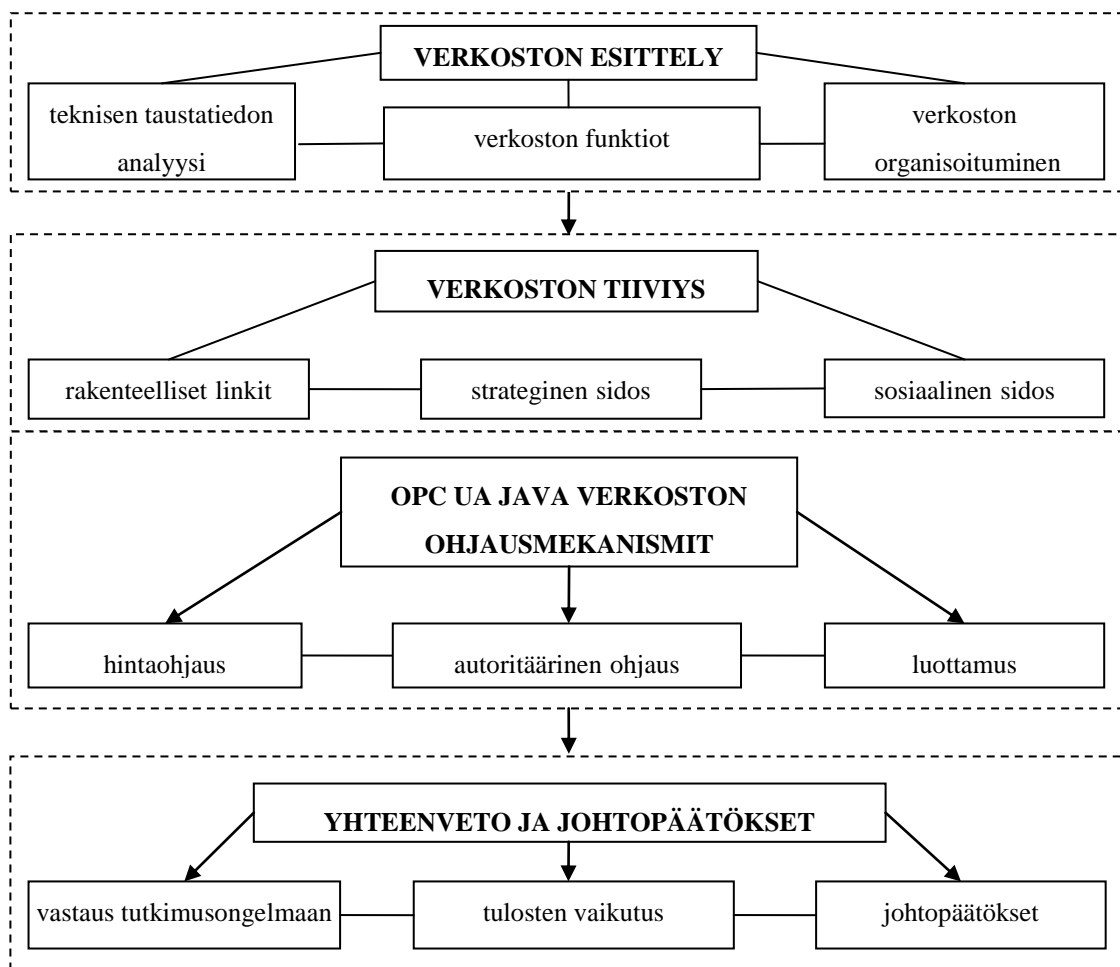 VERKOSTON ESITTELY
teknisen taustatiedon
analyysi
verkoston funktiot
verkoston
organisoituminen
VERKOSTON TIIVIYS
rakenteelliset linkit
strateginen sidos
sosiaalinen sidos
OPC UA JAVA VERKOSTON
OHJAUSMEKANISMIT
hintaohjaus
autoritäärinen ohjaus
luottamus
YHTEENVETO JA JOHTOPÄÄTÖKSET
vastaus tutkimusongelmaan
tulosten vaikutus
johtopäätökset